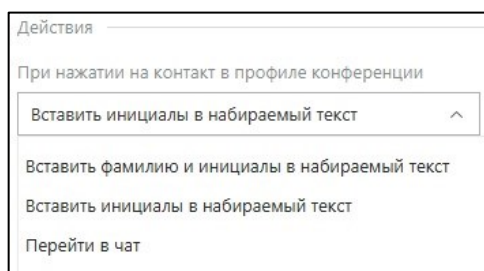 Действия
При нажатии на контакт в профиле конференции
Вставить инициалы в набираемый текст
Вставить фамилию и инициалы в набираемый текст
Вставить инициалы в набираемый текст
Перейти в чат